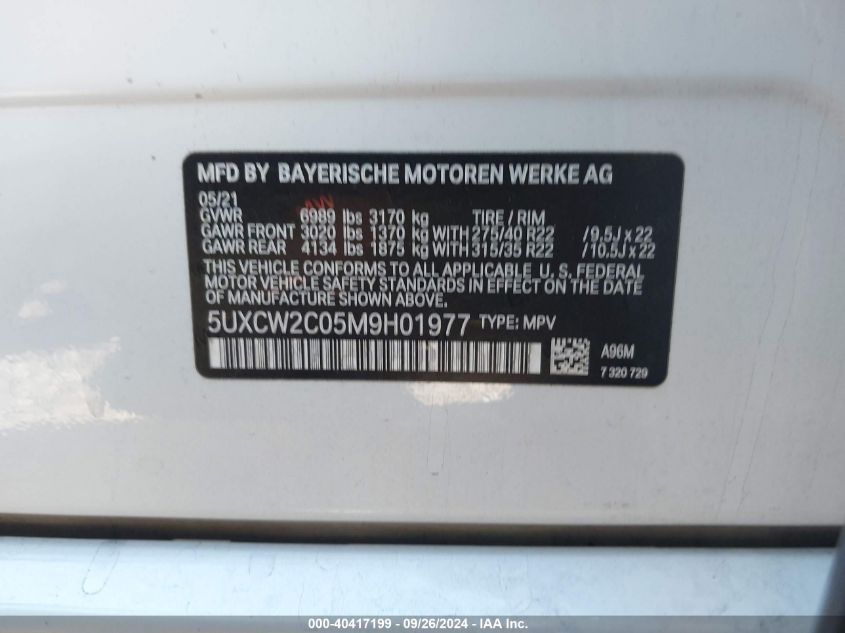 MFD BY BAYERISCHE MOTOREN WERKE AG
05/21
GVWR 6989 lbs 3170 kg TIRE / RIM
GAWR FRONT 3020 lbs 1370 kg WITH 275/40 R22 /9.5J x 22
GAWR REAR 4134 lbs 1875 kg WITH 315/35 R22 /10.5J x 22
THIS VEHICLE CONFORMS TO ALL APPLICABLE U. S. FEDERAL
MOTOR VEHICLE SAFETY STANDARDS IN EFFECT ON THE DATE
OF MANUFACTURE SHOWN ABOVE.
5UXCW2C05M9H01977 TYPE: MPV
A96M
7 320 729
000-40417199 - 09/26/2024 - IAA Inc.